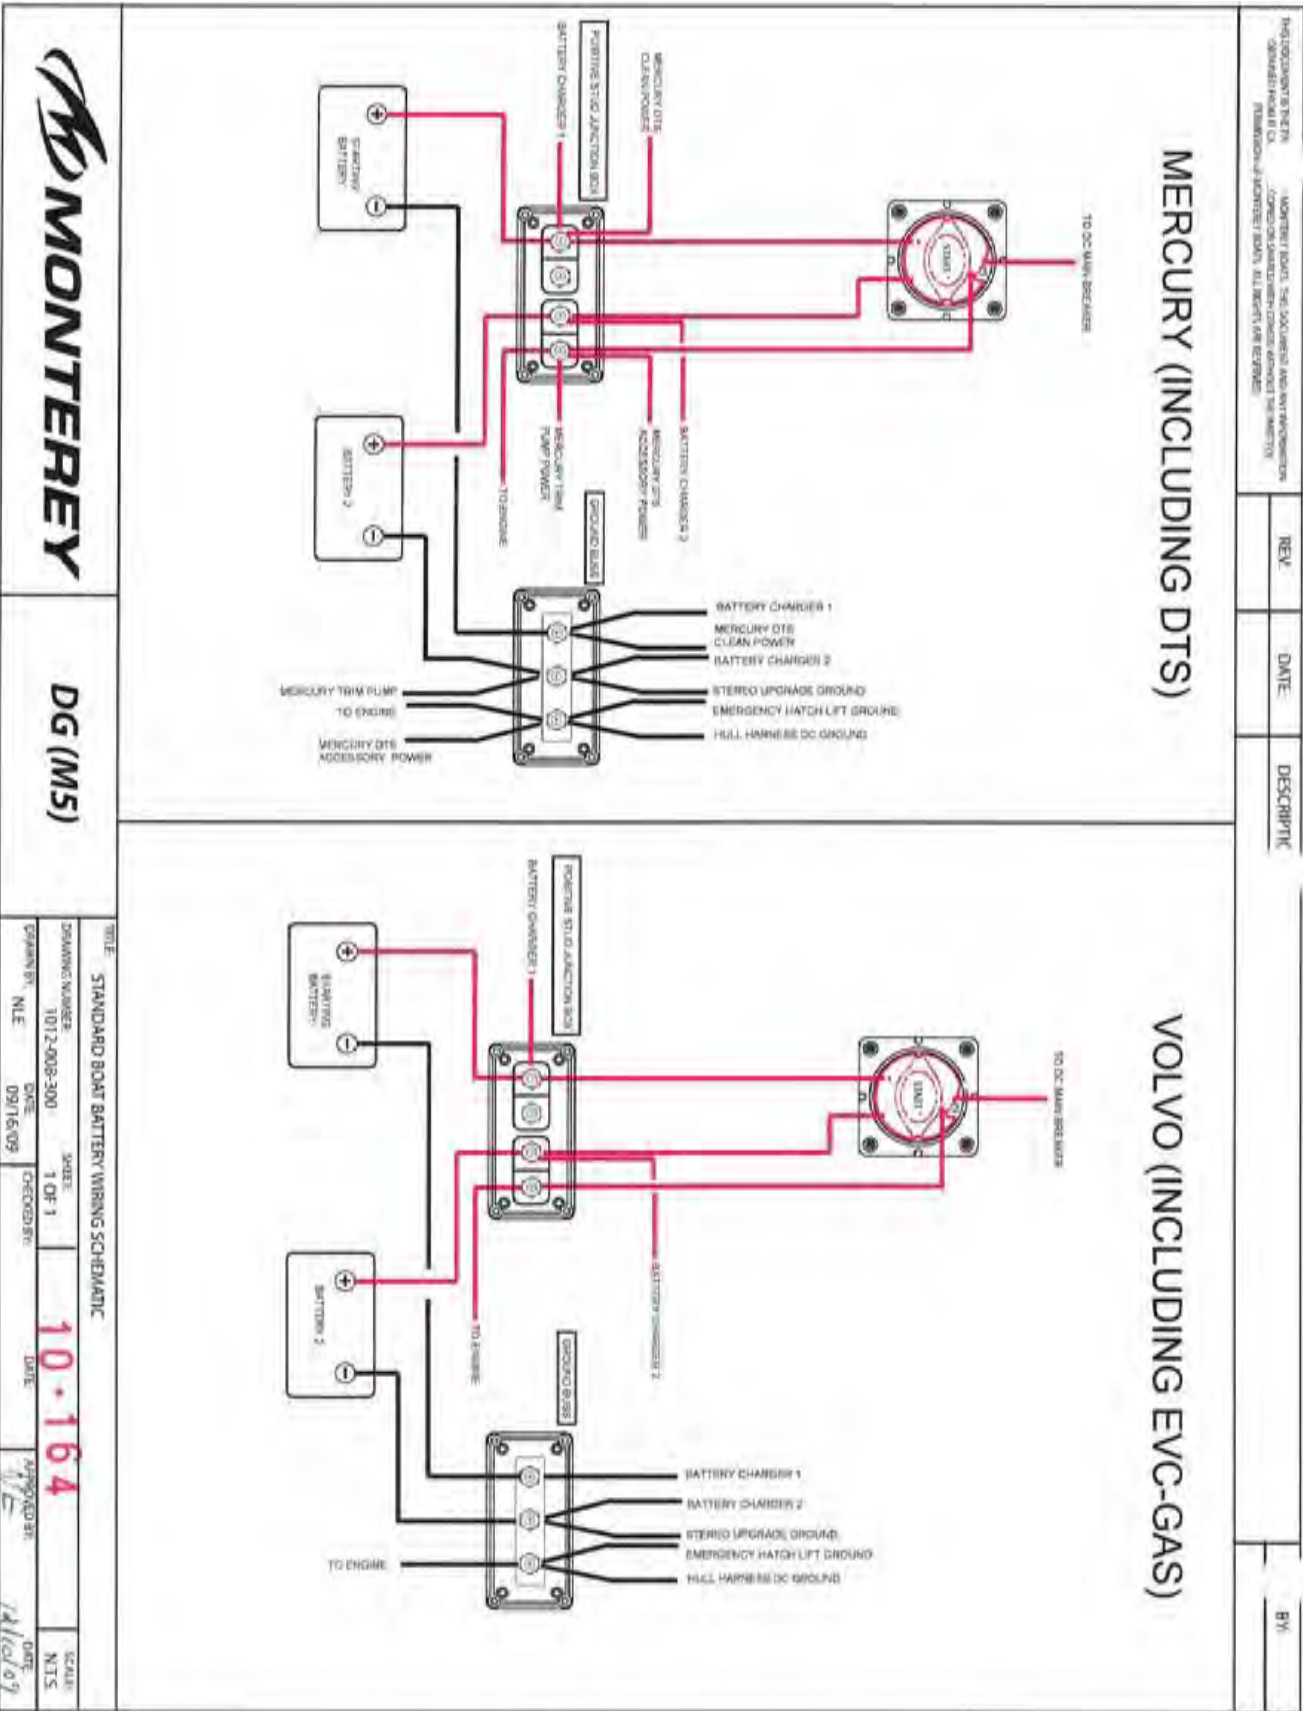 MERCURY (INCLUDING DTS)
TO DC MAIN BREAKER
START
MERCURY DTS
CLEAN POWER
POSITIVE STUD JUNCTION BOX
BATTERY CHARGER 1
BATTERY CHARGER 2
MERCURY DTS
ACCESSORY POWER
MERCURY TRIM
PUMP POWER
TO ENGINE
STARTING
BATTERY
BATTERY 2
GROUND BUSS
BATTERY CHARGER 1
MERCURY DTS
CLEAN POWER
BATTERY CHARGER 2
STEREO UPGRADE GROUND
EMERGENCY HATCH LIFT GROUND
HULL HARNESS DC GROUND
MERCURY TRIM PUMP
TO ENGINE
MERCURY DTS
ACCESSORY POWER
VOLVO (INCLUDING EVC-GAS)
TO DC MAIN BREAKER
START
POSITIVE STUD JUNCTION BOX
BATTERY CHARGER 1
BATTERY CHARGER 2
TO ENGINE
STARTING
BATTERY
BATTERY 2
GROUND BUSS
BATTERY CHARGER 1
BATTERY CHARGER 2
STEREO UPGRADE GROUND
EMERGENCY HATCH LIFT GROUND
HULL HARNESS DC GROUND
TO ENGINE
REV. DATE DESCRIPTIC BY:
MONTEREY
DG (M5)
TITLE: STANDARD BOAT BATTERY WIRING SCHEMATIC
DRAWING NUMBER: 1012-008-300
SHEET: 1 OF 1
10•164
SCALE: N.T.S
DRAWN BY: NLE
DATE: 09/16/09
CHECKED BY:
DATE:
APPROVED BY:
DATE: